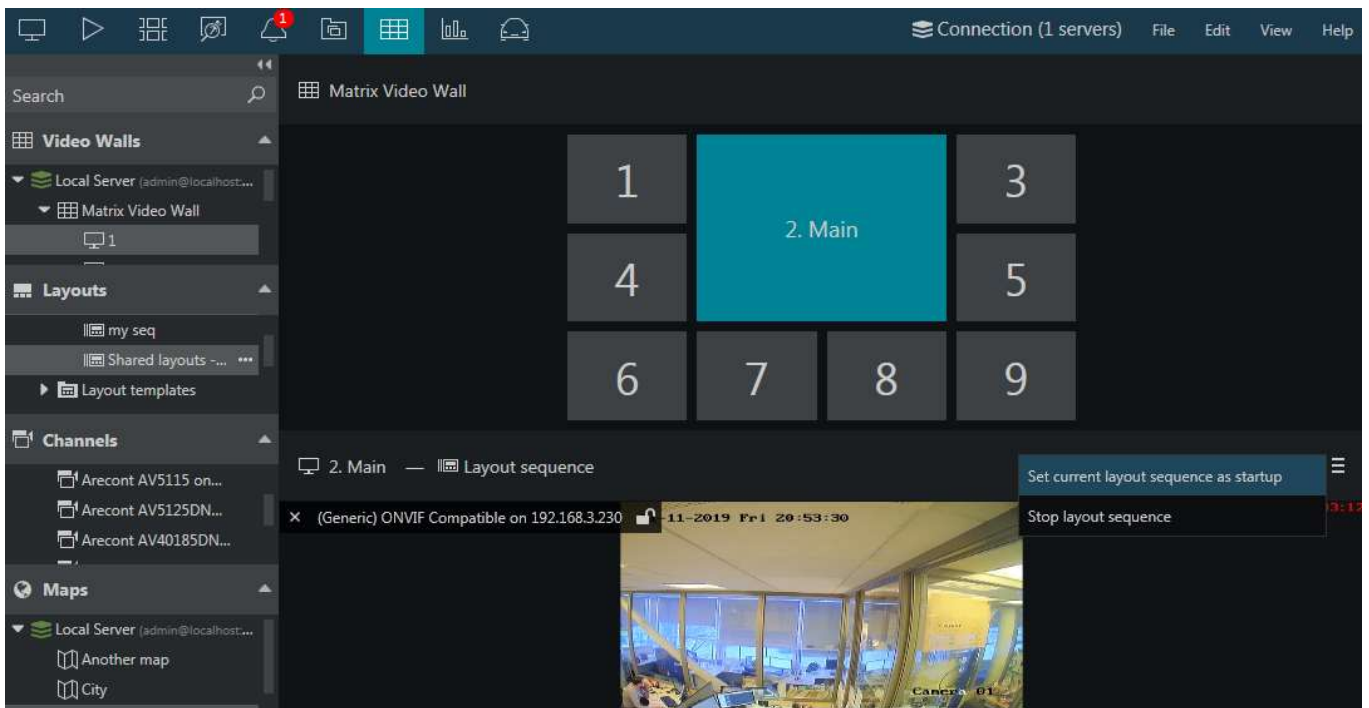 1
Connection (1 servers)
File
Edit
View
Help
Search
Video Walls
Local Server (admin@localhost:...
Matrix Video Wall
1
Layouts
my seq
Shared layouts -... •••
Layout templates
Channels
Arecont AV5115 on...
Arecont AV5125DN...
Arecont AV40185DN...
Maps
Local Server (admin@localhost:...
Another map
City
Matrix Video Wall
1
2. Main
3
4
5
6
7
8
9
2. Main — Layout sequence
Set current layout sequence as startup
Stop layout sequence
(Generic) ONVIF Compatible on 192.168.3.230
-11-2019 Fri 20:53:30
Camera 01